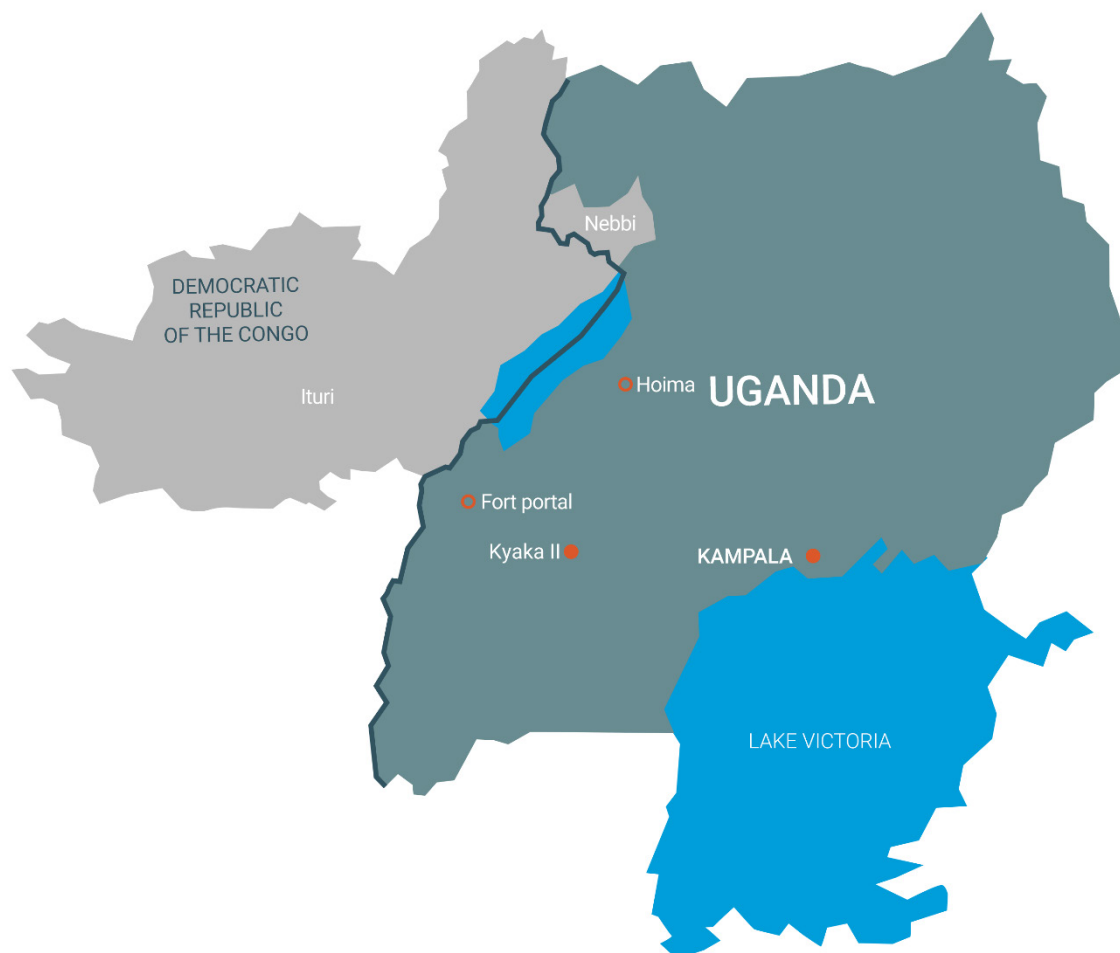 Nebbi
DEMOCRATIC
REPUBLIC
OF THE CONGO
Ituri
Hoima
UGANDA
Fort portal
Kyaka II
KAMPALA
LAKE VICTORIA